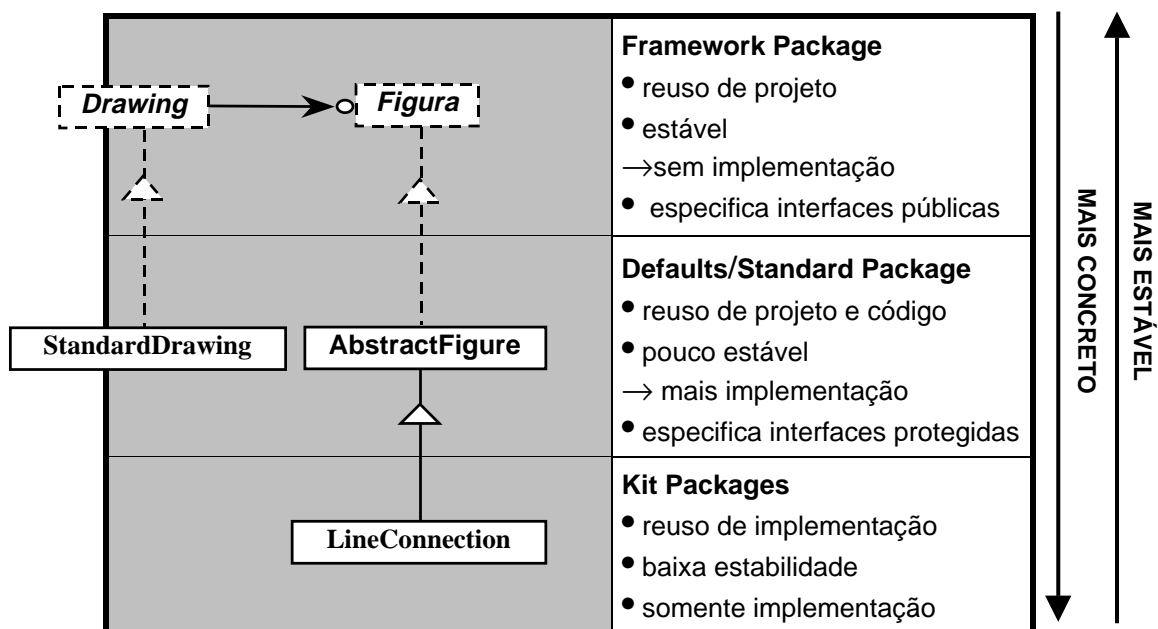 Drawing
Figura
Framework Package
• reuso de projeto
• estável
→sem implementação
• especifica interfaces públicas
StandardDrawing
AbstractFigure
Defaults/Standard Package
• reuso de projeto e código
• pouco estável
→ mais implementação
• especifica interfaces protegidas
LineConnection
Kit Packages
• reuso de implementação
• baixa estabilidade
• somente implementação
MAIS CONCRETO
MAIS ESTÁVEL